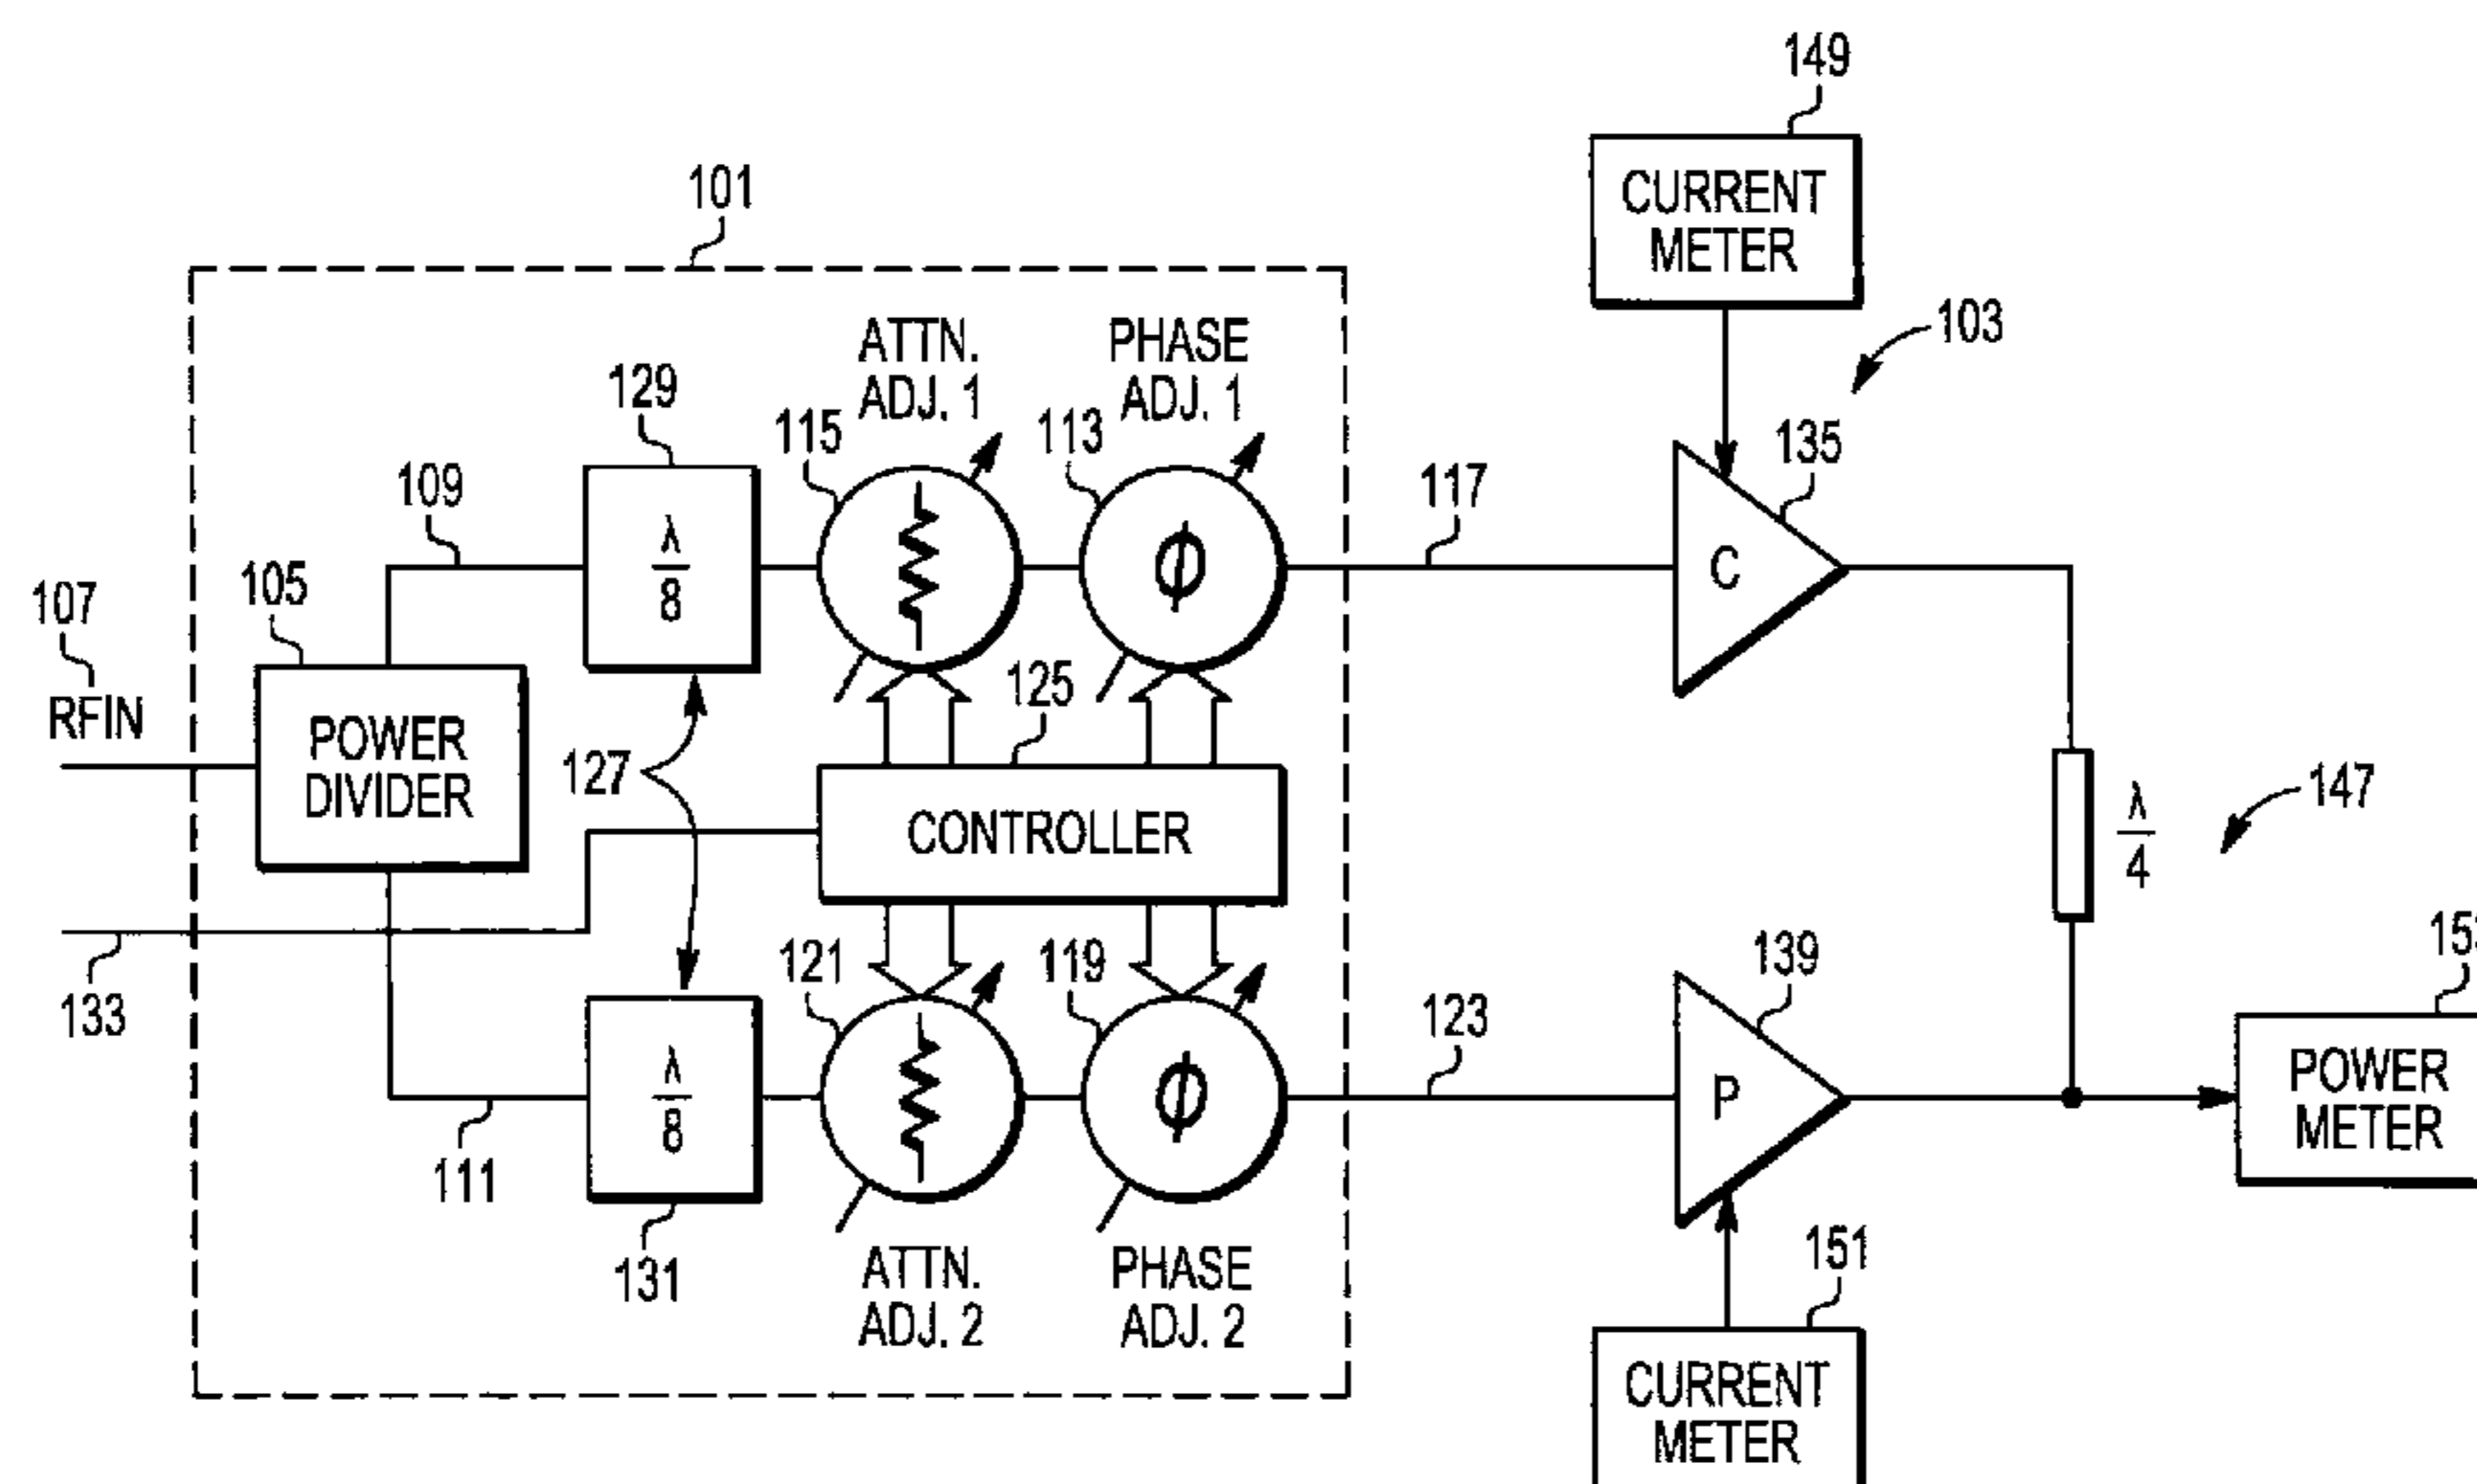 149
CURRENT
METER
101
103
ATTN.
ADJ. 1
PHASE
ADJ. 1
129
115
113
135
109
117
λ
8
ϕ
C
107
105
125
RFIN
POWER
DIVIDER
127
CONTROLLER
147
λ
4
133
121
119
123
139
λ
8
ϕ
P
POWER
METER
111
131
ATTN.
ADJ. 2
PHASE
ADJ. 2
151
CURRENT
METER